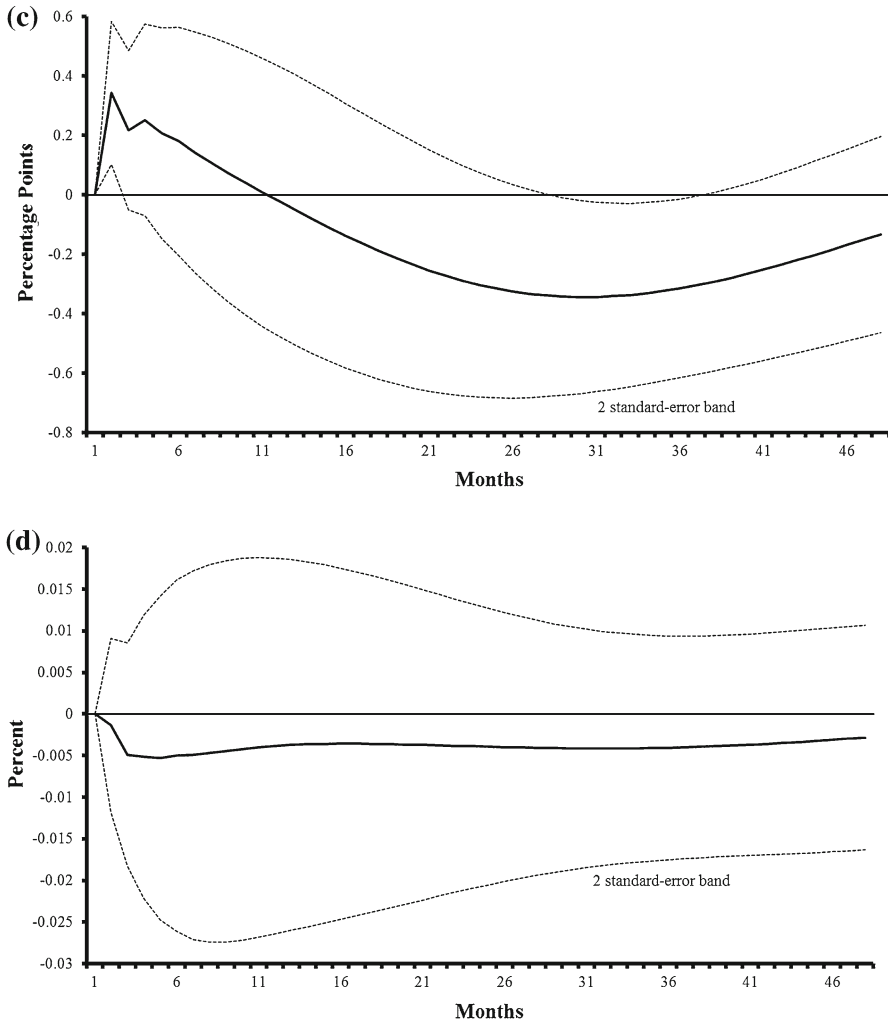 (c)
0.6
0.4
0.2
0
-0.2
-0.4
-0.6
-0.8
Percentage Points
2 standard-error band
1 6 11 16 21 26 31 36 41 46
Months
(d)
0.02
0.015
0.01
0.005
0
-0.005
-0.01
-0.015
-0.02
-0.025
-0.03
Percent
2 standard-error band
1 6 11 16 21 26 31 36 41 46
Months